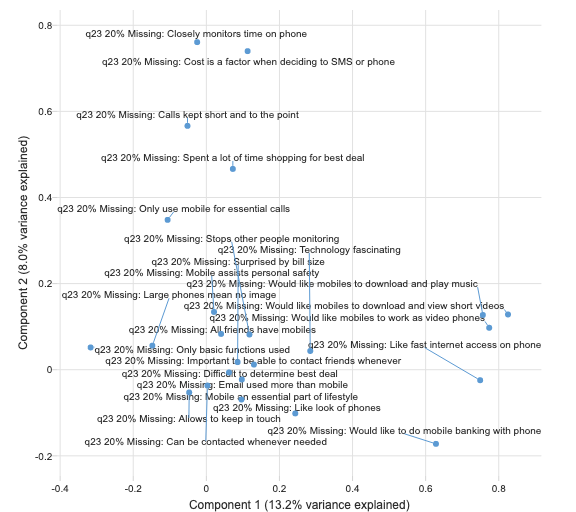 0.8
q23 20% Missing: Closely monitors time on phone
q23 20% Missing: Cost is a factor when deciding to SMS or phone
0.6
q23 20% Missing: Calls kept short and to the point
q23 20% Missing: Spent a lot of time shopping for best deal
0.4
q23 20% Missing: Only use mobile for essential calls
q23 20% Missing: Stops other people monitoring
q23 20% Missing: Technology fascinating
q23 20% Missing: Surprised by bill size
q23 20% Missing: Mobile assists personal safety
0.2
q23 20% Missing: Would like mobiles to download and play music
q23 20% Missing: Large phones mean no image
q23 20% Missing: Would like mobiles to download and view short videos
q23 20% Missing: Would like mobiles to work as video phones
q23 20% Missing: All friends have mobiles
q23 20% Missing: Like fast internet access on phone
q23 20% Missing: Only basic functions used
q23 20% Missing: Important to be able to contact friends whenever
0
q23 20% Missing: Difficult to determine best deal
q23 20% Missing: Email used more than mobile
q23 20% Missing: Mobile an essential part of lifestyle
q23 20% Missing: Like look of phones
q23 20% Missing: Allows to keep in touch
q23 20% Missing: Would like to do mobile banking with phone
q23 20% Missing: Can be contacted whenever needed
-0.2
-0.4 -0.2 0 0.2 0.4 0.6 0.8
Component 1 (13.2% variance explained)
Component 2 (8.0% variance explained)